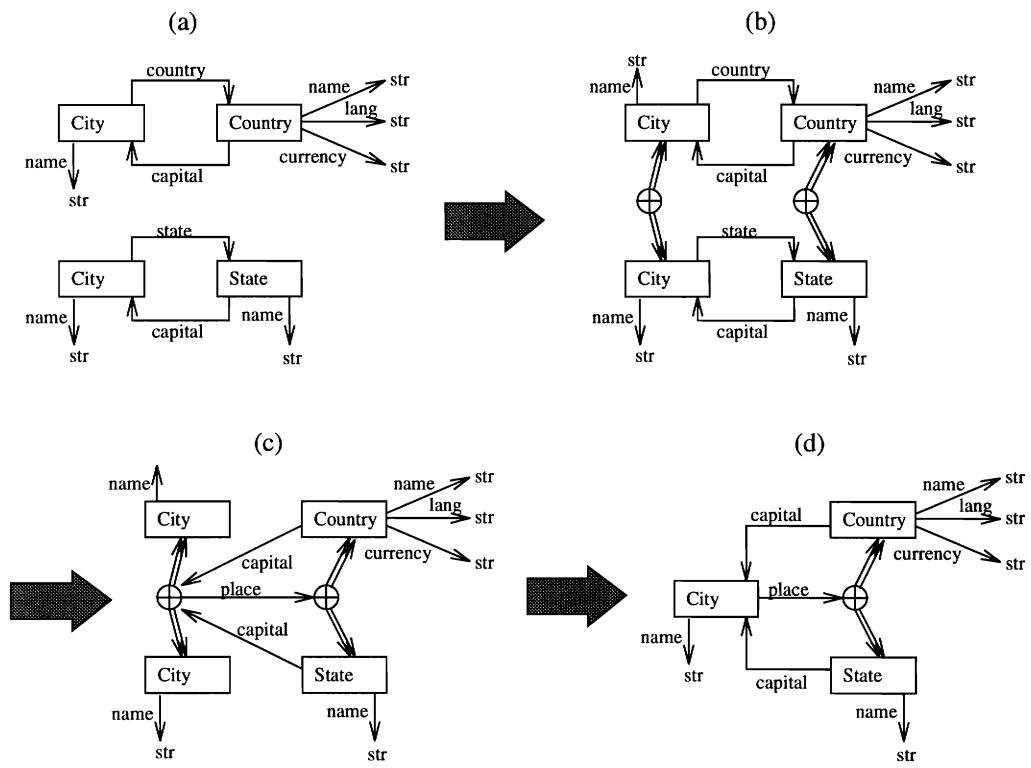 (a)
country
name
str
City
Country
lang
str
name
capital
currency
str
str
state
City
State
name
capital
name
str
str
(b)
str
country
name
str
name
City
Country
lang
str
capital
currency
str
state
City
State
name
capital
name
str
str
(c)
name
name
str
City
Country
lang
str
capital
currency
str
place
capital
City
State
name
name
str
str
(d)
name
str
capital
Country
lang
str
currency
str
City
place
name
str
capital
State
name
str